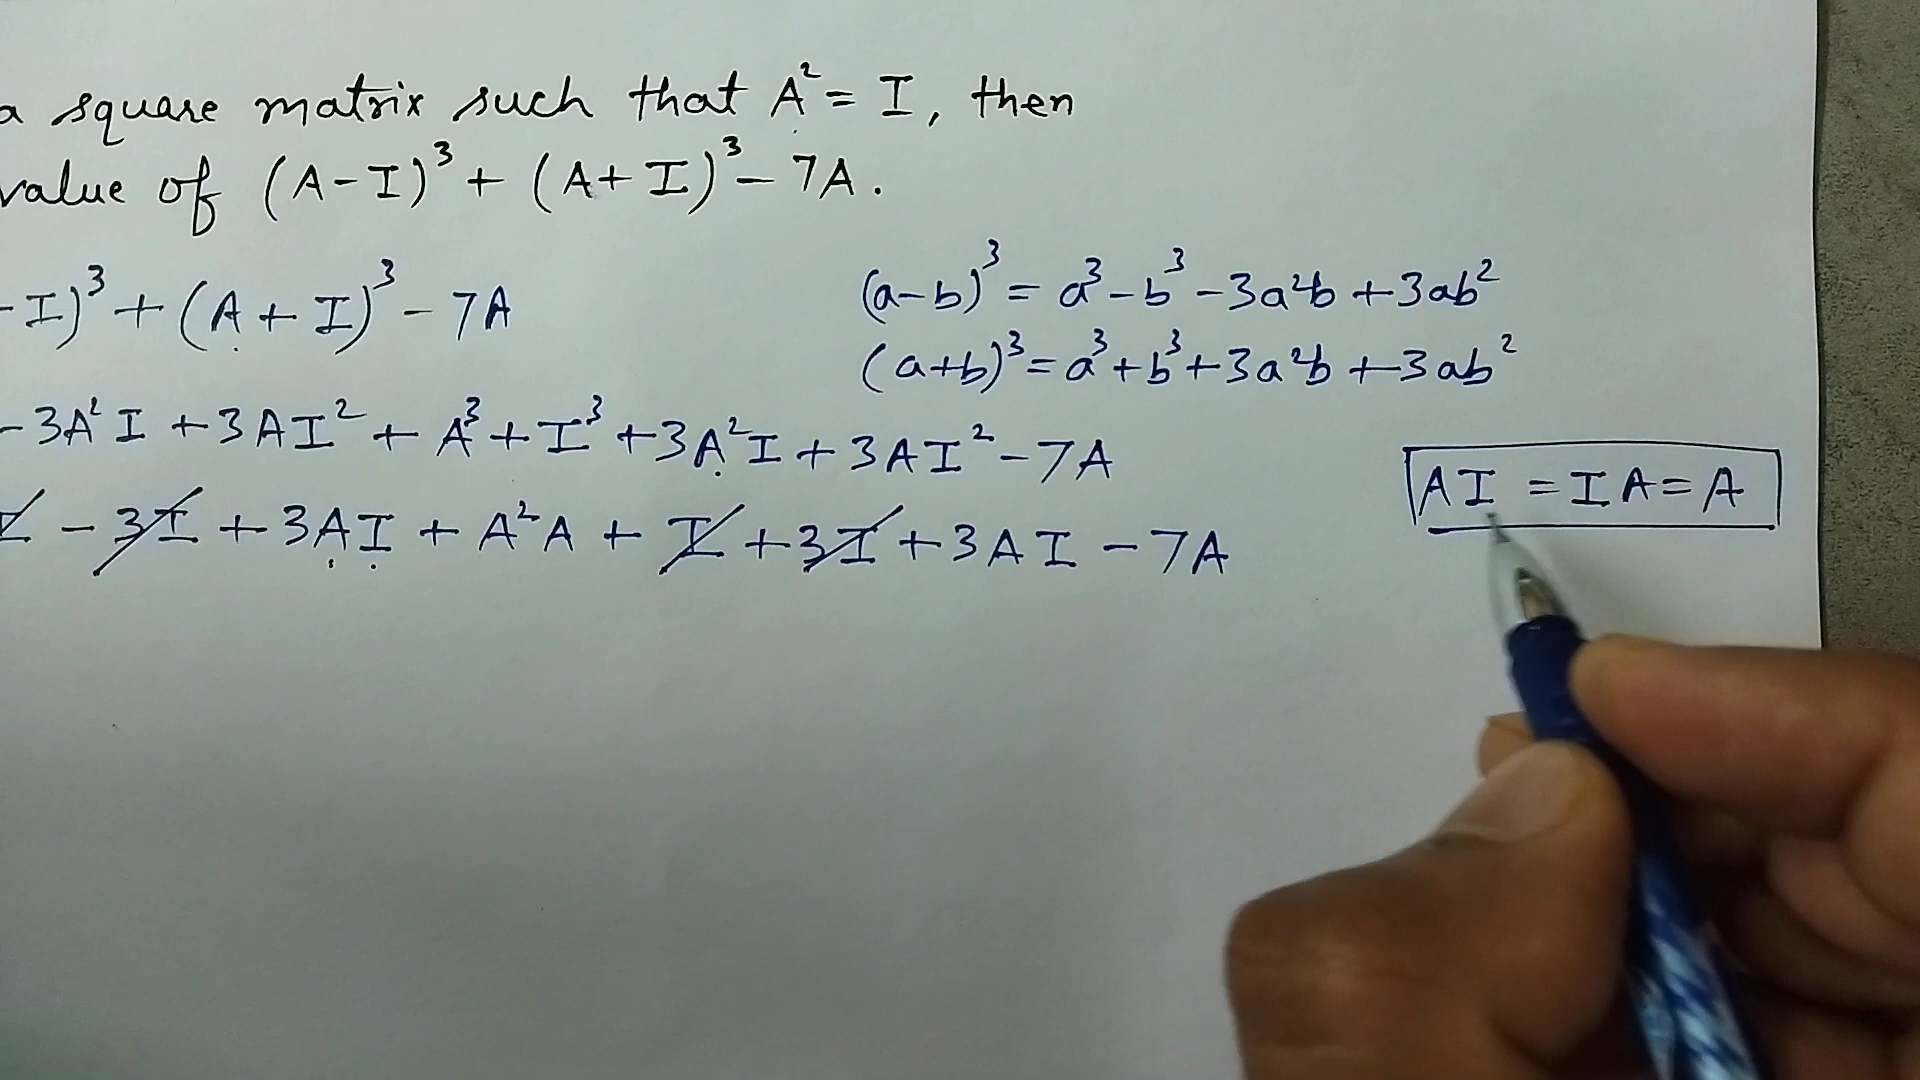 a square matrix such that A² = I, then
value of (A-I)³ + (A+I)³ - 7A.
-I)³ + (A+I)³ - 7A
(a-b)³ = a³-b³-3a²b+3ab²
(a+b)³ = a³+b³+3a²b+3ab²
-3A²I +3AI² + A³+I³+3A²I+3AI²-7A
AI = IA = A
I - 3I + 3AI + A²A + I + 3I + 3AI - 7A